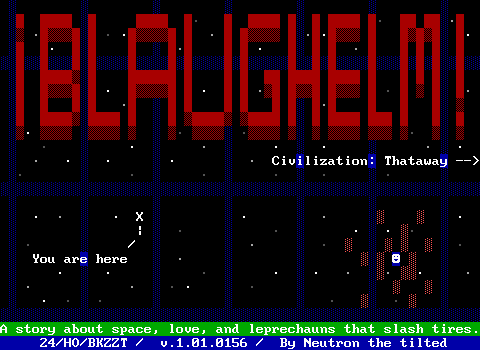 ¡BLAUGHELM!
Civilization: Thataway -->
X
You are here
A story about space, love, and leprechauns that slash tires.
24/HO/BKZZT / v.1.01.0156 / By Neutron the tilted